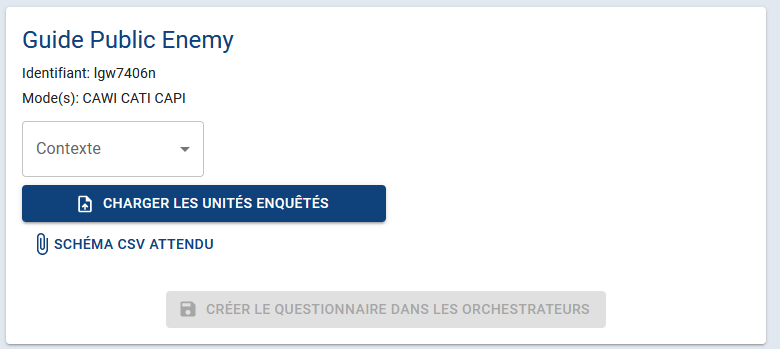 Guide Public Enemy
Identifiant: lgw7406n
Mode(s): CAWI CATI CAPI
Contexte
CHARGER LES UNITÉS ENQUÊTÉS
SCHÉMA CSV ATTENDU
CRÉER LE QUESTIONNAIRE DANS LES ORCHESTRATEURS